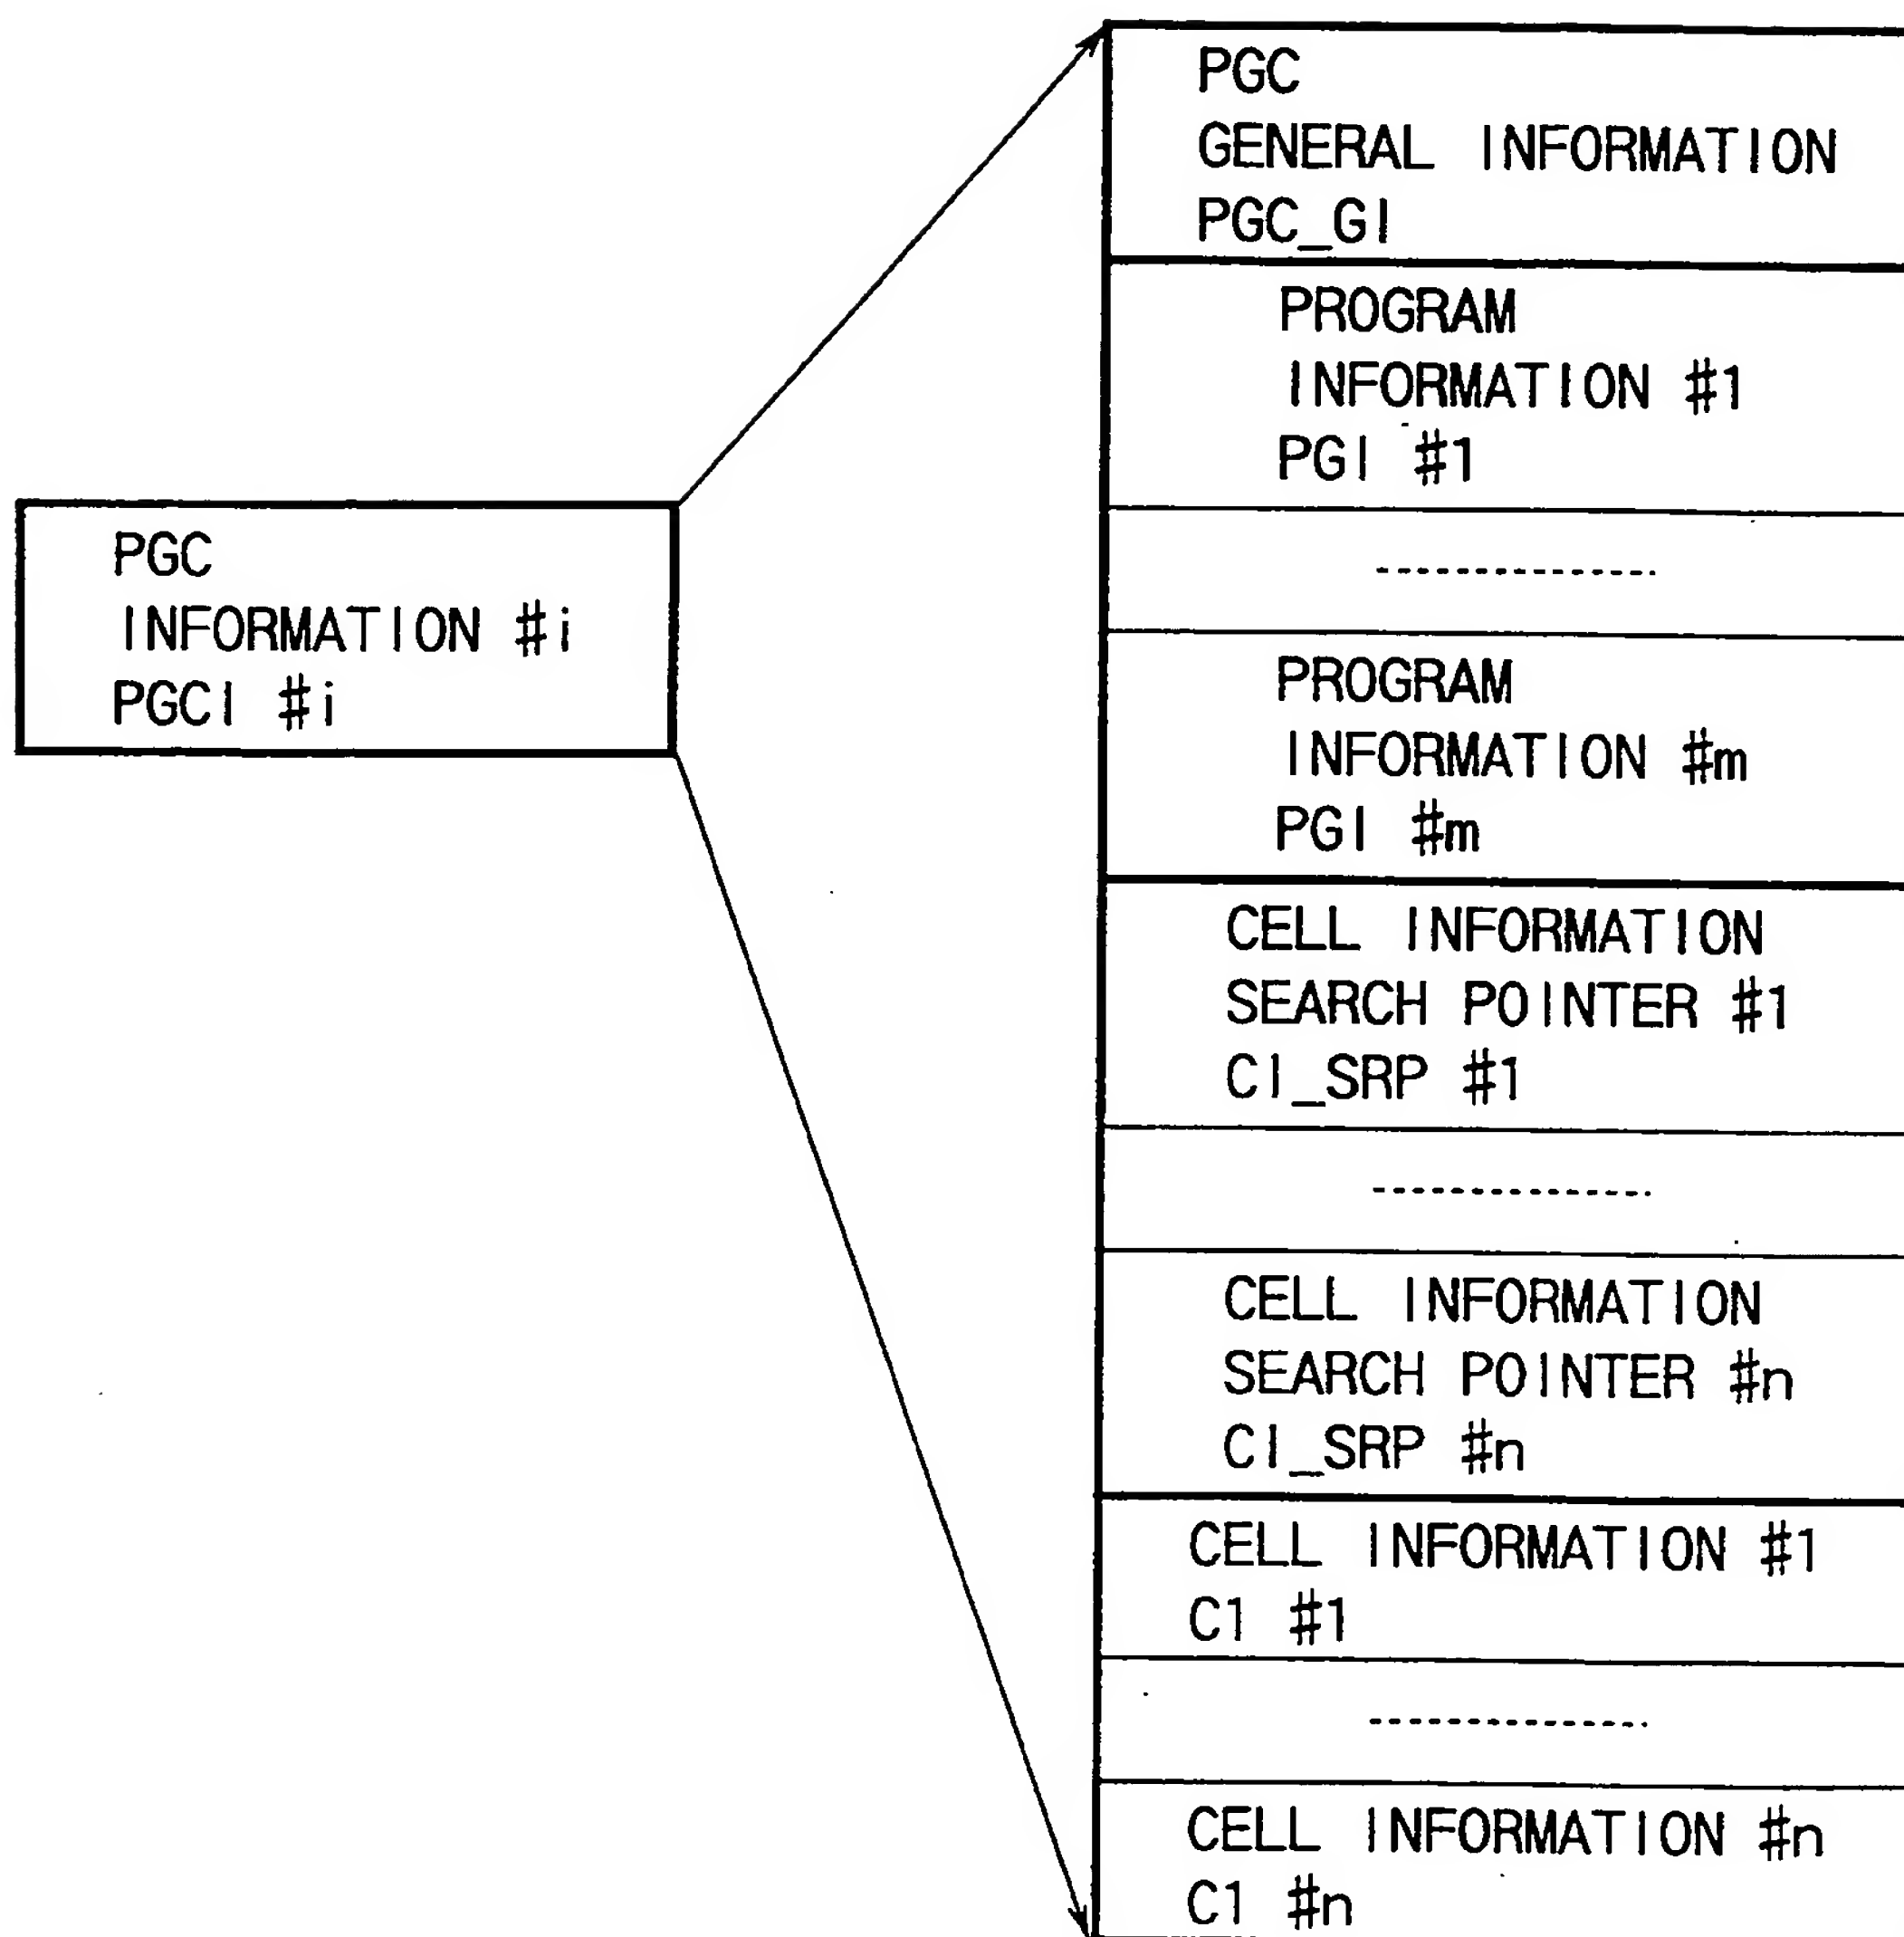 PGC
INFORMATION #i
PGCI #i
PGC
GENERAL INFORMATION
PGC_GI
PROGRAM
INFORMATION #1
PGI #1
PROGRAM
INFORMATION #m
PGI #m
CELL INFORMATION
SEARCH POINTER #1
CI_SRP #1
CELL INFORMATION
SEARCH POINTER #n
CI_SRP #n
CELL INFORMATION #1
C1 #1
CELL INFORMATION #n
C1 #n